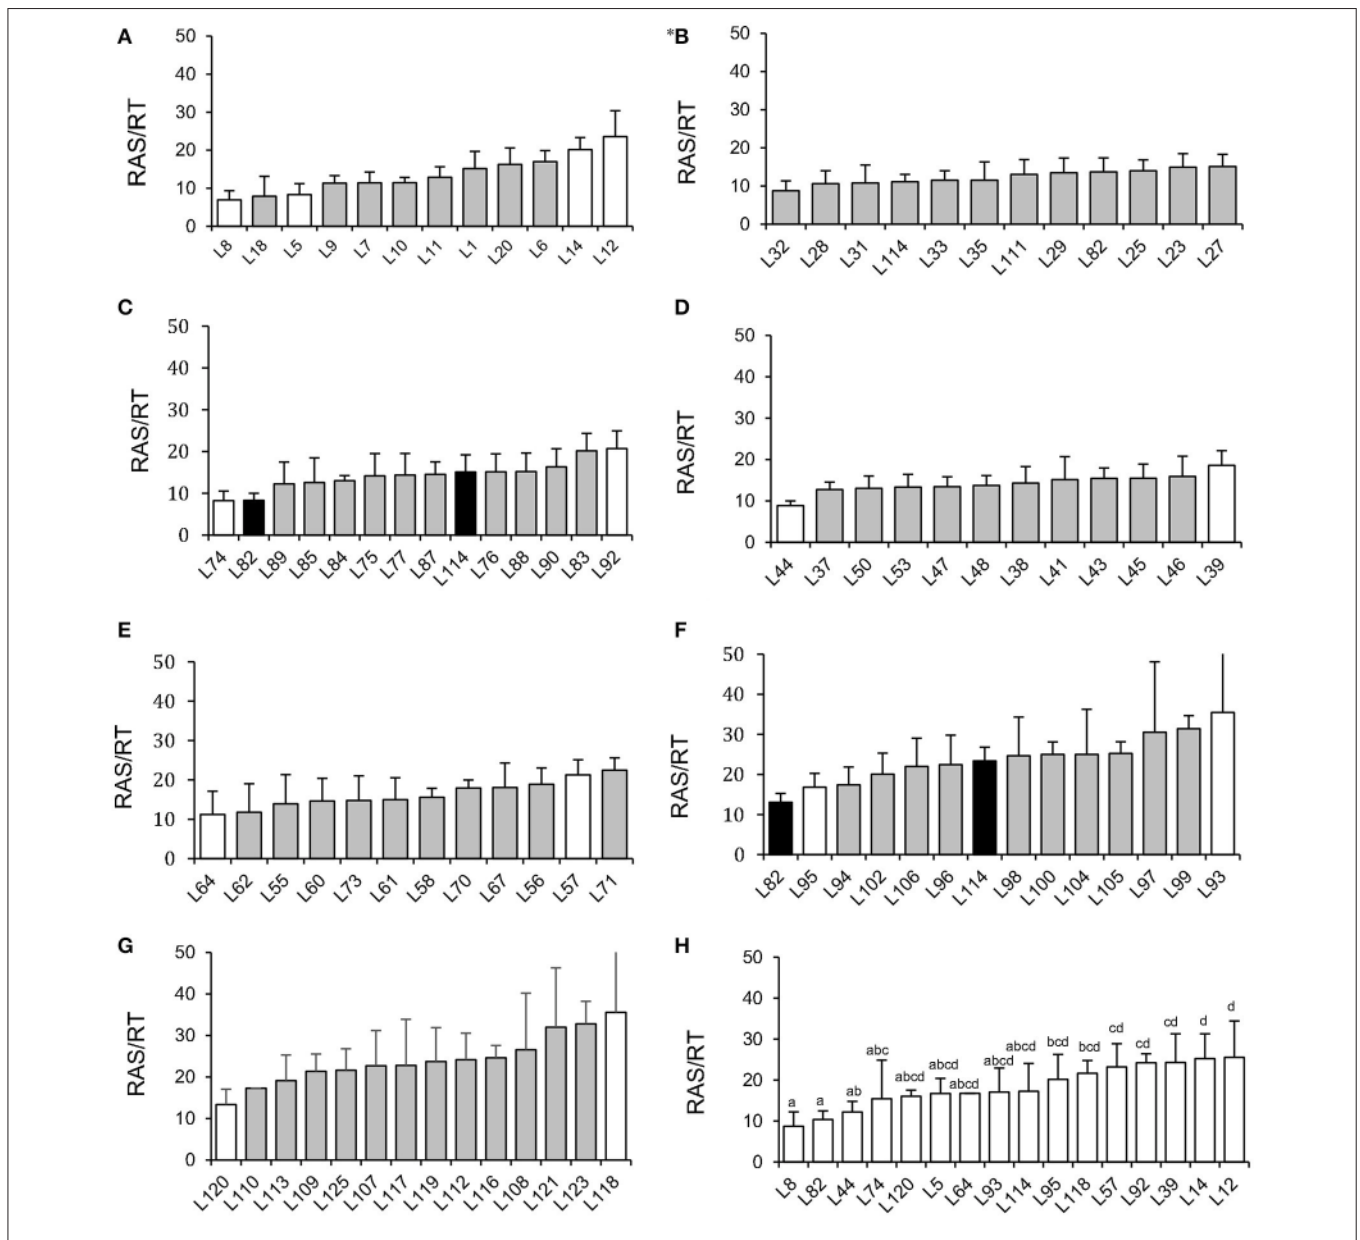 A
50
40
30
20
10
0
RAS/RT
L8 L18 L5 L9 L7 L10 L11 L1 L20 L6 L14 L12
*B
50
40
30
20
10
0
RAS/RT
L32 L28 L31 L114 L33 L35 L111 L29 L82 L25 L23 L27
C
50
40
30
20
10
0
RAS/RT
L74 L82 L89 L85 L84 L75 L77 L87 L114 L76 L88 L90 L83 L92
D
50
40
30
20
10
0
RAS/RT
L44 L37 L50 L53 L47 L48 L38 L41 L43 L45 L46 L39
E
50
40
30
20
10
0
RAS/RT
L64 L62 L55 L60 L73 L61 L58 L70 L67 L56 L57 L71
F
50
40
30
20
10
0
RAS/RT
L82 L95 L94 L102 L106 L96 L114 L98 L100 L104 L105 L97 L99 L93
G
50
40
30
20
10
0
RAS/RT
L120 L110 L113 L109 L125 L107 L117 L119 L112 L116 L108 L121 L123 L118
H
50
40
30
20
10
0
RAS/RT
a a ab abc abcd abcd abcd abcd abcd bcd bcd cd cd cd d d
L8 L82 L44 L74 L120 L5 L64 L93 L114 L95 L118 L57 L92 L39 L14 L12